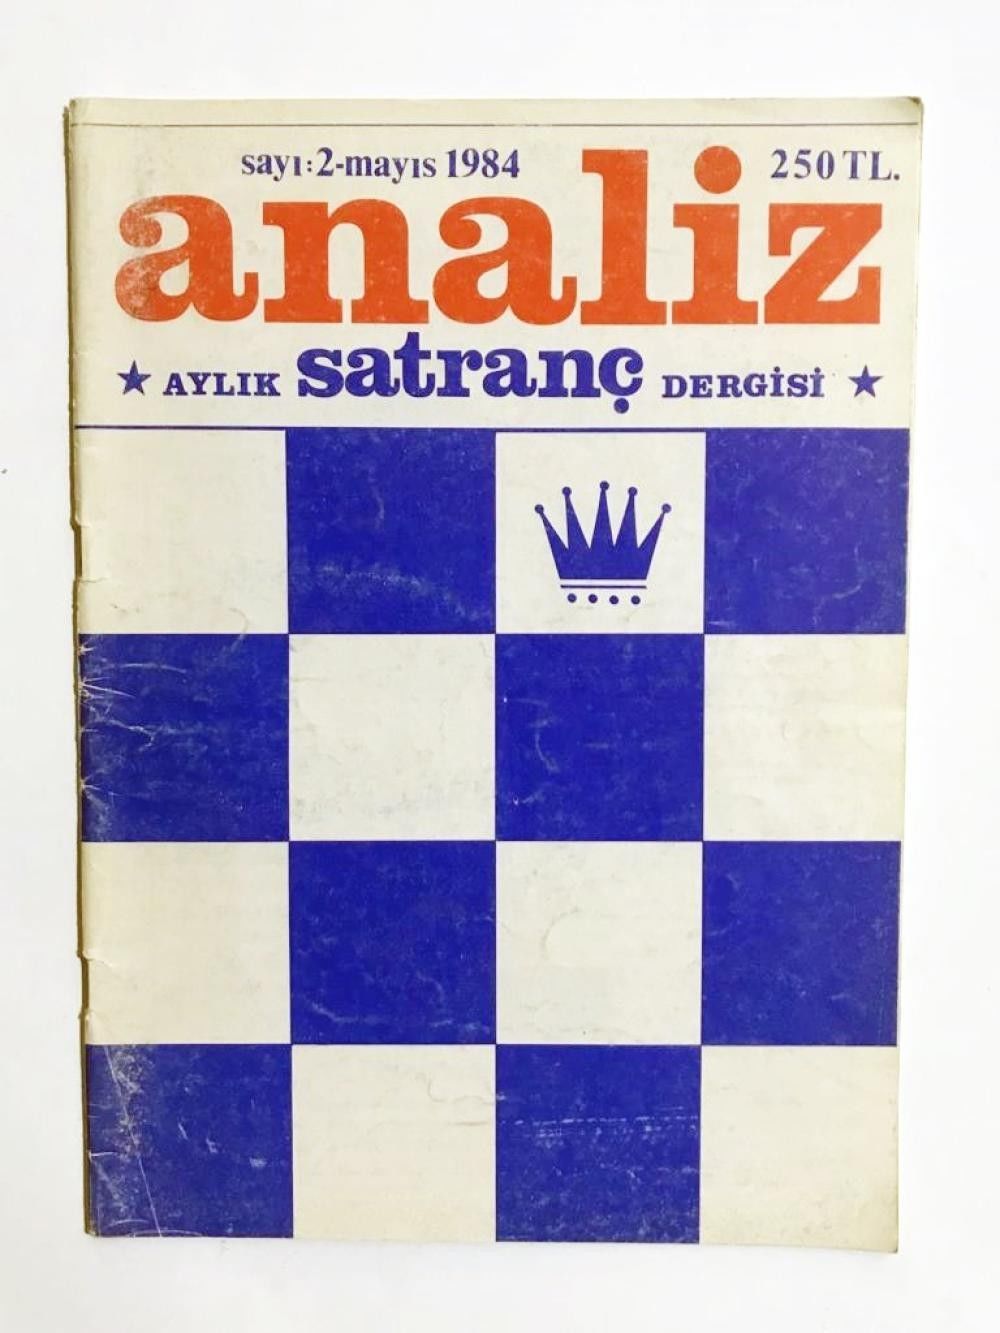 sayı:2-mayıs 1984 250 TL.
analiz
★ AYLIK satranç DERGİSİ ★